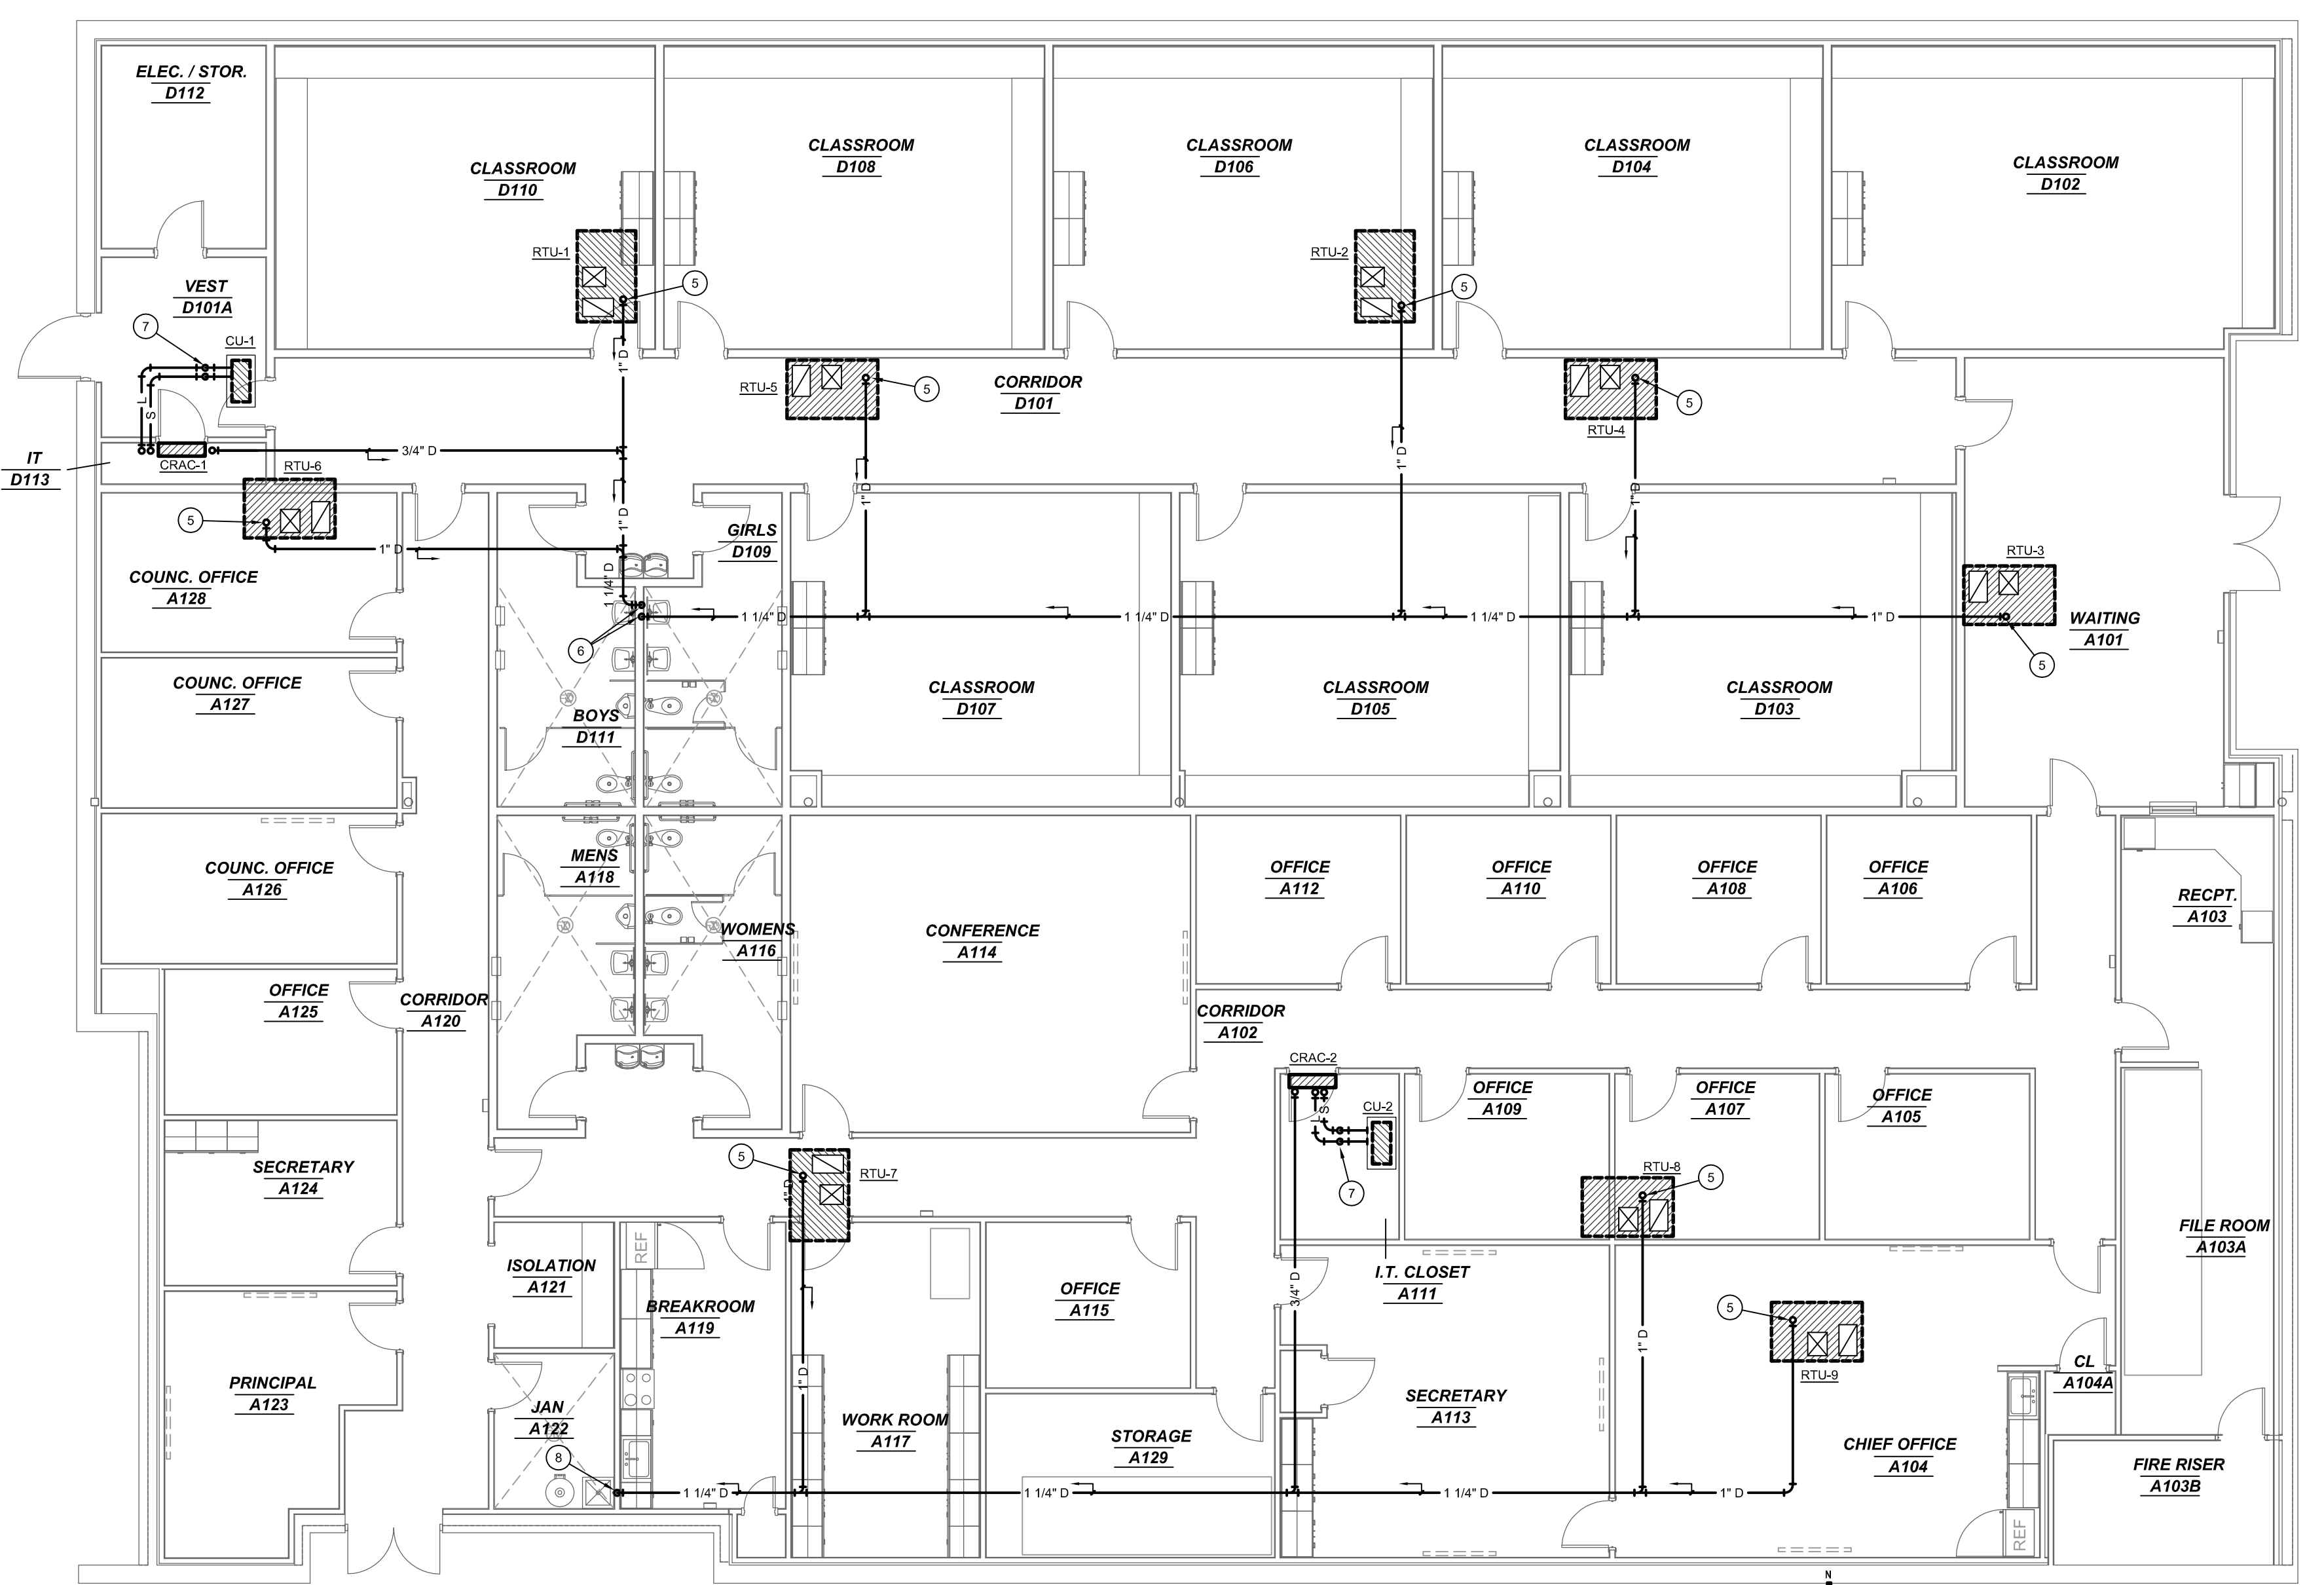 ELEC. / STOR.
D112
CLASSROOM
D110
CLASSROOM
D108
CLASSROOM
D106
CLASSROOM
D104
CLASSROOM
D102
RTU-1
5
RTU-2
5
VEST
D101A
7
CU-1
1" D
L
S
RTU-5
5
CORRIDOR
D101
RTU-4
5
IT
D113
CRAC-1
3/4" D
1" D
RTU-6
5
1" D
1" D
1" D
1" D
GIRLS
D109
RTU-3
COUNC. OFFICE
A128
1 1/4" D
6
1 1/4" D
1 1/4" D
1 1/4" D
1" D
5
WAITING
A101
COUNC. OFFICE
A127
BOYS
D111
CLASSROOM
D107
CLASSROOM
D105
CLASSROOM
D103
COUNC. OFFICE
A126
MENS
A118
WOMENS
A116
CONFERENCE
A114
OFFICE
A112
OFFICE
A110
OFFICE
A108
OFFICE
A106
RECPT.
A103
OFFICE
A125
CORRIDOR
A120
CORRIDOR
A102
CRAC-2
L
S
CU-2
7
OFFICE
A109
OFFICE
A107
OFFICE
A105
SECRETARY
A124
5
1" D
RTU-7
RTU-8
5
FILE ROOM
A103A
ISOLATION
A121
REF
BREAKROOM
A119
OFFICE
A115
3/4" D
I.T. CLOSET
A111
1" D
5
RTU-9
CL
A104A
PRINCIPAL
A123
JAN
A122
8
1" D
WORK ROOM
A117
STORAGE
A129
SECRETARY
A113
CHIEF OFFICE
A104
FIRE RISER
A103B
1 1/4" D
1 1/4" D
1 1/4" D
1" D
REF
N